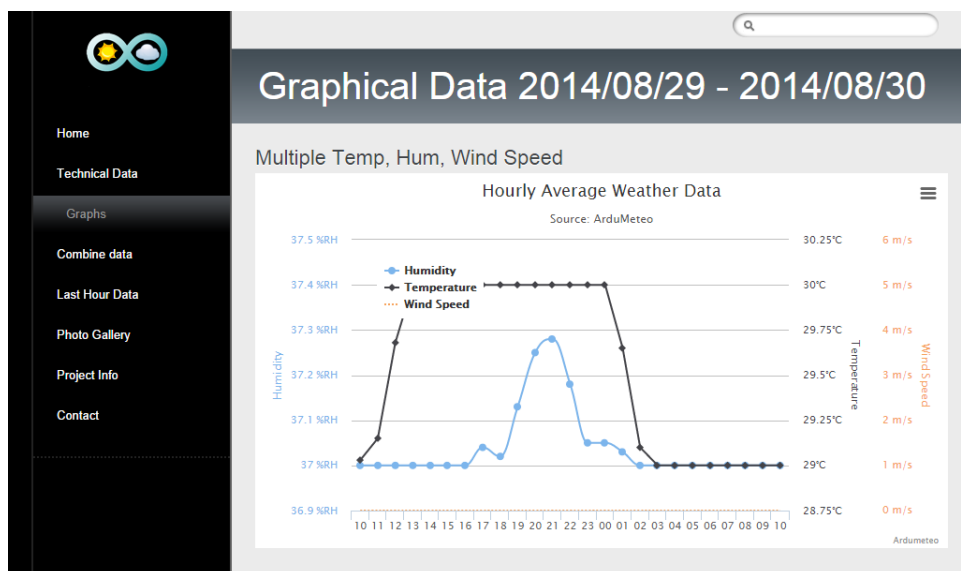 Graphical Data 2014/08/29 - 2014/08/30
Home
Technical Data
Graphs
Combine data
Last Hour Data
Photo Gallery
Project Info
Contact
Multiple Temp, Hum, Wind Speed
Hourly Average Weather Data
Source: ArduMeteo
37.5 %RH
37.4 %RH
37.3 %RH
37.2 %RH
37.1 %RH
37 %RH
36.9 %RH
Humidity
Humidity
Temperature
Wind Speed
30.25°C
30°C
29.75°C
29.5°C
29.25°C
29°C
28.75°C
Temperature
6 m/s
5 m/s
4 m/s
3 m/s
2 m/s
1 m/s
0 m/s
Wind Speed
10 11 12 13 14 15 16 17 18 19 20 21 22 23 00 01 02 03 04 05 06 07 08 09 10
Ardumeteo